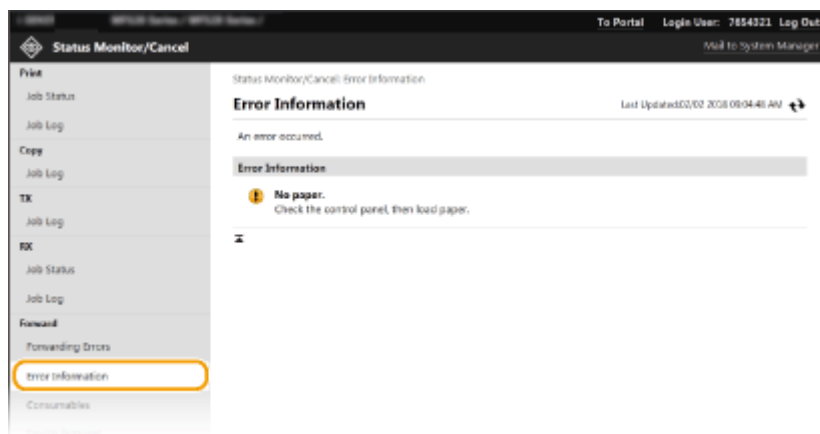 To Portal Login User: 7654321 Log Out
Status Monitor/Cancel
Mail to System Manager
Print
Job Status
Job Log
Copy
Job Log
TX
Job Log
RX
Job Status
Job Log
Forward
Forwarding Errors
Error Information
Consumables
Status Monitor/Cancel: Error Information
Error Information
Last Updated:02/02 2018 09:04:48 AM
An error occurred.
Error Information
No paper.
Check the control panel, then load paper.